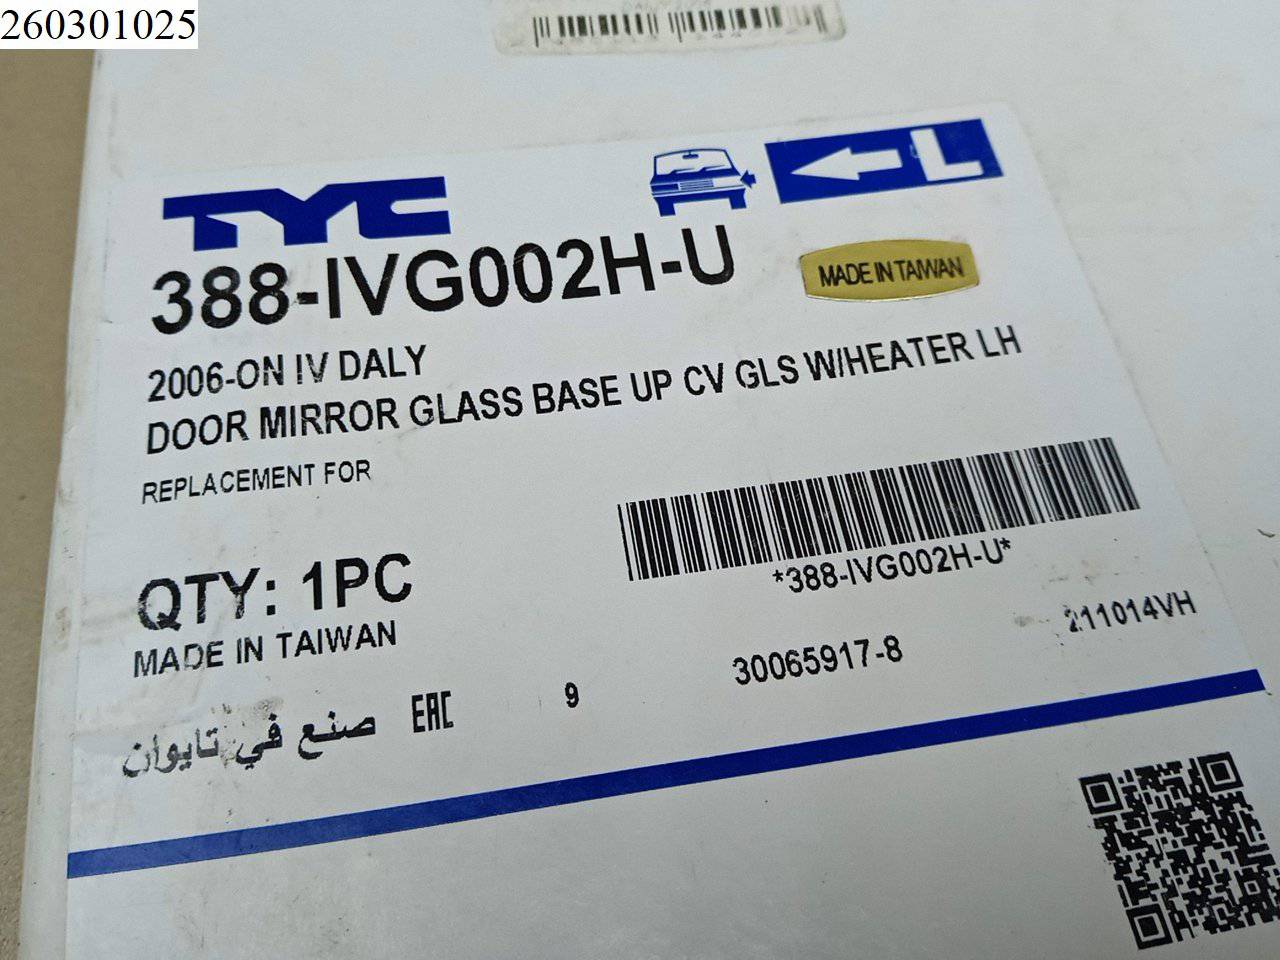 260301025
TYC
L
388-IVG002H-U
MADE IN TAIWAN
2006-ON IV DALY
DOOR MIRROR GLASS BASE UP CV GLS W/HEATER LH
REPLACEMENT FOR
*388-IVG002H-U*
QTY: 1PC
MADE IN TAIWAN
30065917-8
211014VH
صنع في تايوان
EAC
9